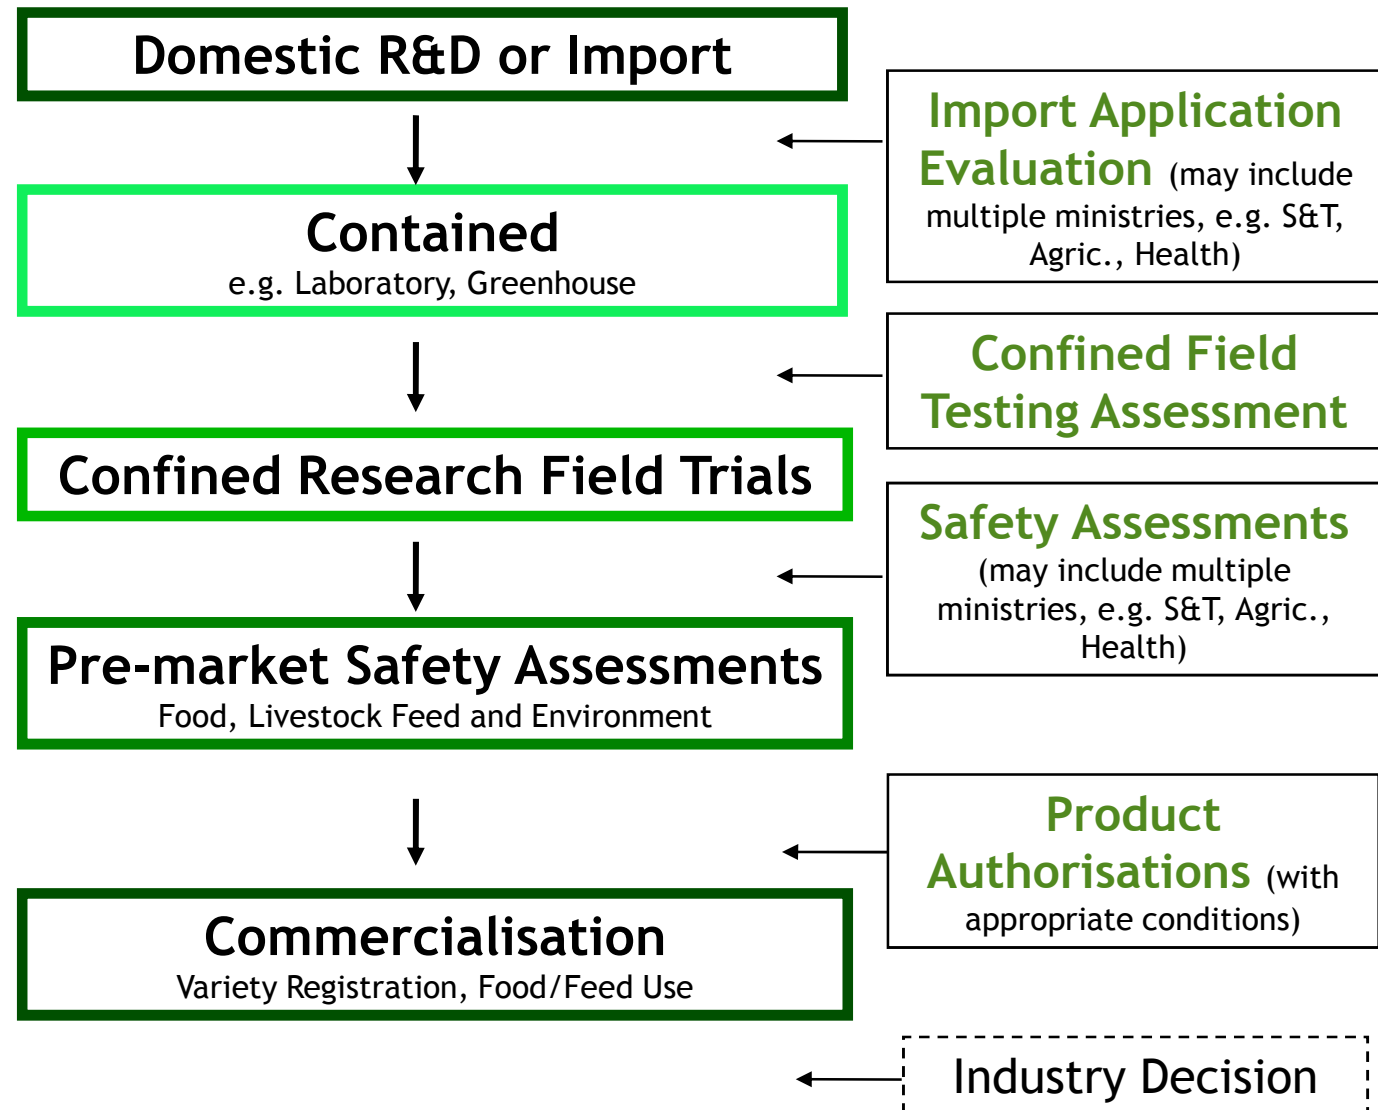 Domestic R&D or Import
Import Application
Evaluation (may include
multiple ministries, e.g. S&T,
Agric., Health)
Contained
e.g. Laboratory, Greenhouse
Confined Field
Testing Assessment
Confined Research Field Trials
Safety Assessments
(may include multiple
ministries, e.g. S&T, Agric.,
Health)
Pre-market Safety Assessments
Food, Livestock Feed and Environment
Product
Authorisations (with
appropriate conditions)
Commercialisation
Variety Registration, Food/Feed Use
Industry Decision